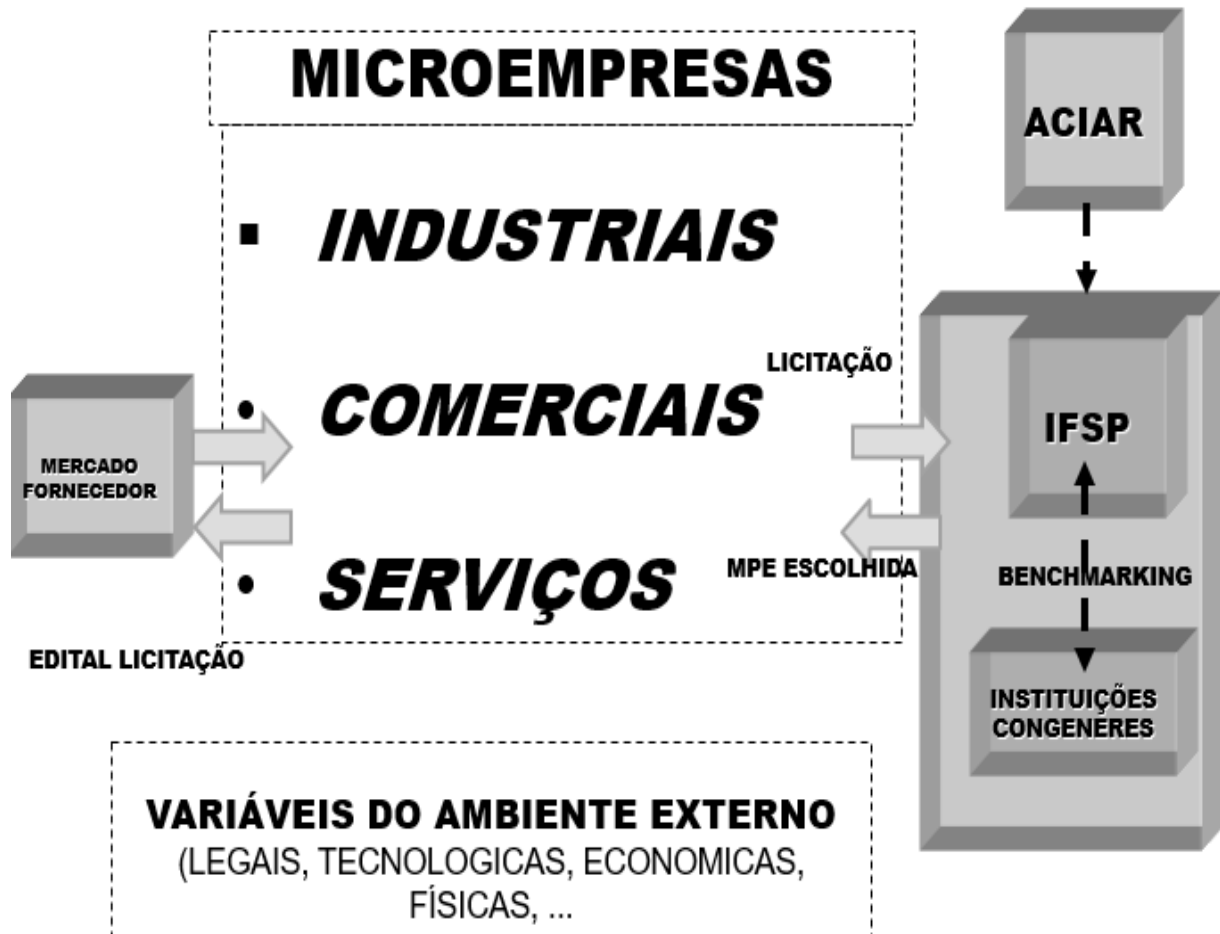 MICROEMPRESAS
ACIAR
▪ INDUSTRIAIS
LICITAÇÃO
• COMERCIAIS
IFSP
MERCADO
FORNECEDOR
MPE ESCOLHIDA
BENCHMARKING
• SERVIÇOS
EDITAL LICITAÇÃO
INSTITUIÇÕES
CONGENERES
VARIÁVEIS DO AMBIENTE EXTERNO
(LEGAIS, TECNOLOGICAS, ECONOMICAS,
FÍSICAS, ...